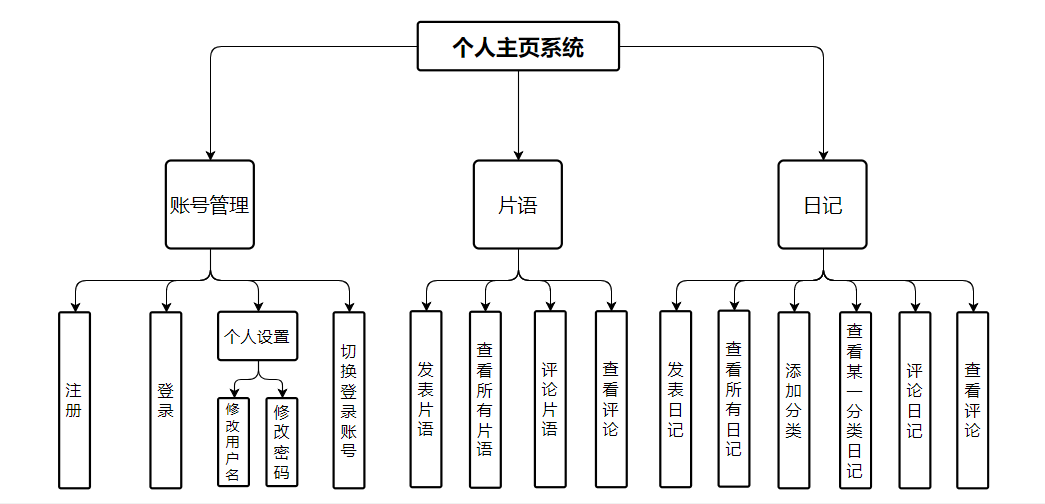 个人主页系统
账号管理
片语
日记
注册
登录
个人设置
修改用户名
修改密码
切换登录账号
发表片语
查看所有片语
评论片语
查看评论
发表日记
查看所有日记
添加分类
查看某一分类日记
评论日记
查看评论